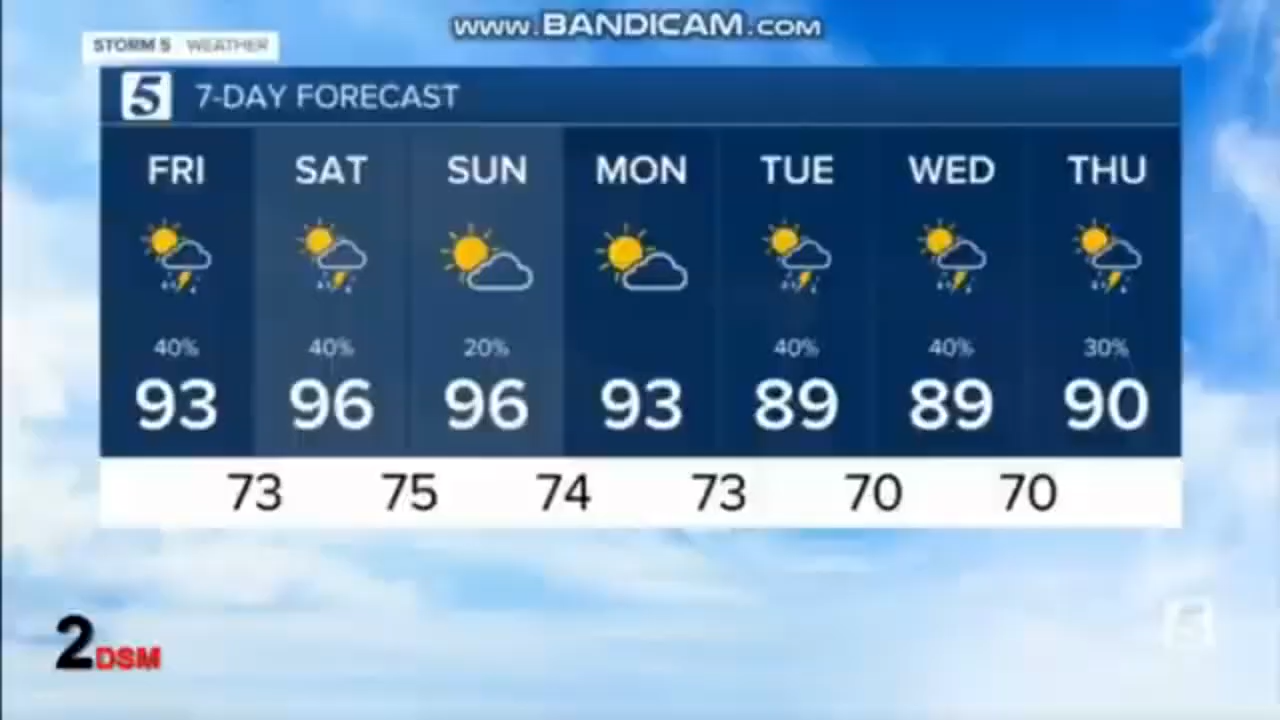 www.BANDICAM.com
STORM 5 WEATHER
5 7-DAY FORECAST
FRI SAT SUN MON TUE WED THU
40% 40% 20% 40% 40% 30%
93 96 96 93 89 89 90
73 75 74 73 70 70
5
2DSM